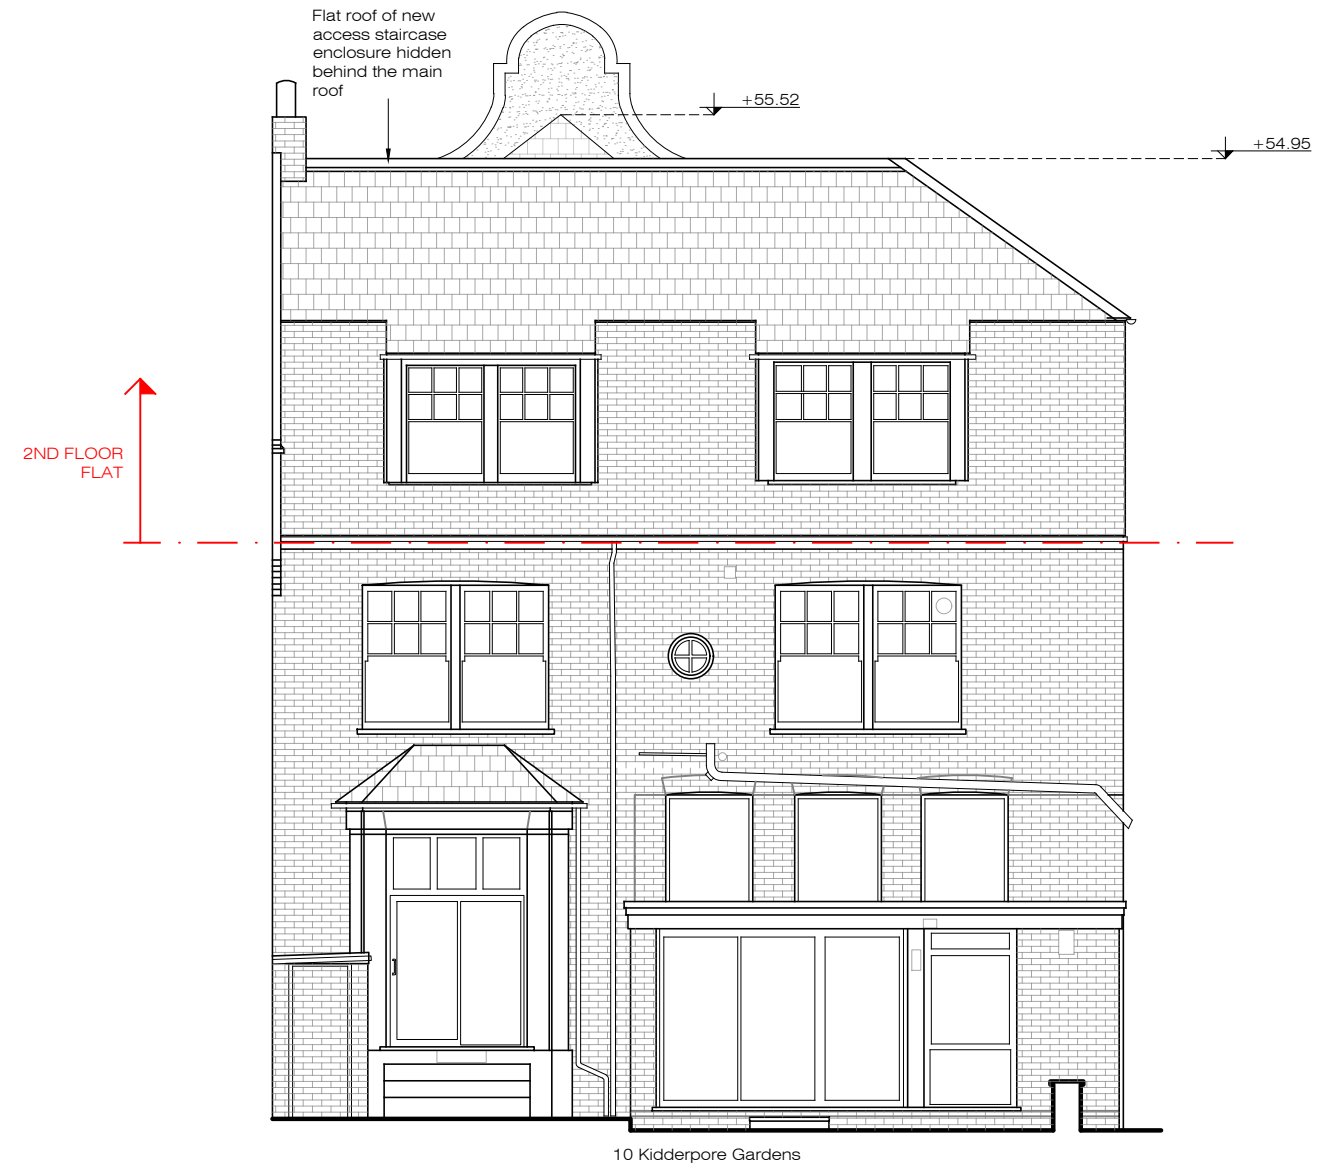 Flat roof of new
access staircase
enclosure hidden
behind the main
roof
+55.52
+54.95
2ND FLOOR
FLAT
10 Kidderpore Gardens